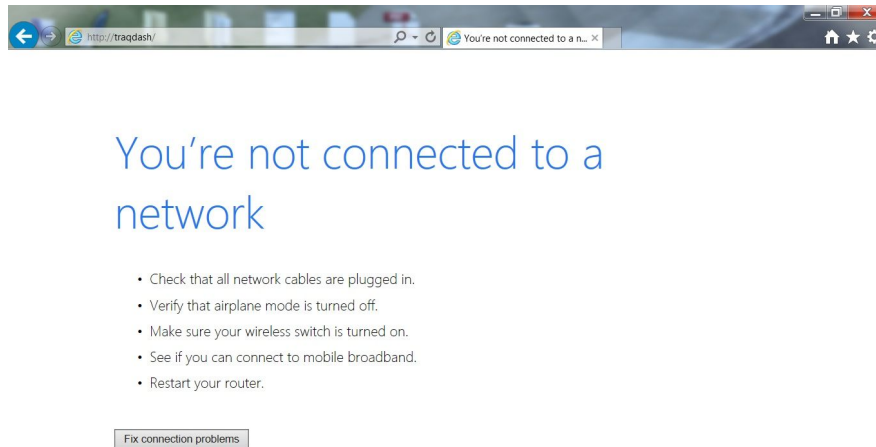 http://traqdash/
You're not connected to a n...
You’re not connected to a
network
• Check that all network cables are plugged in.
• Verify that airplane mode is turned off.
• Make sure your wireless switch is turned on.
• See if you can connect to mobile broadband.
• Restart your router.
Fix connection problems